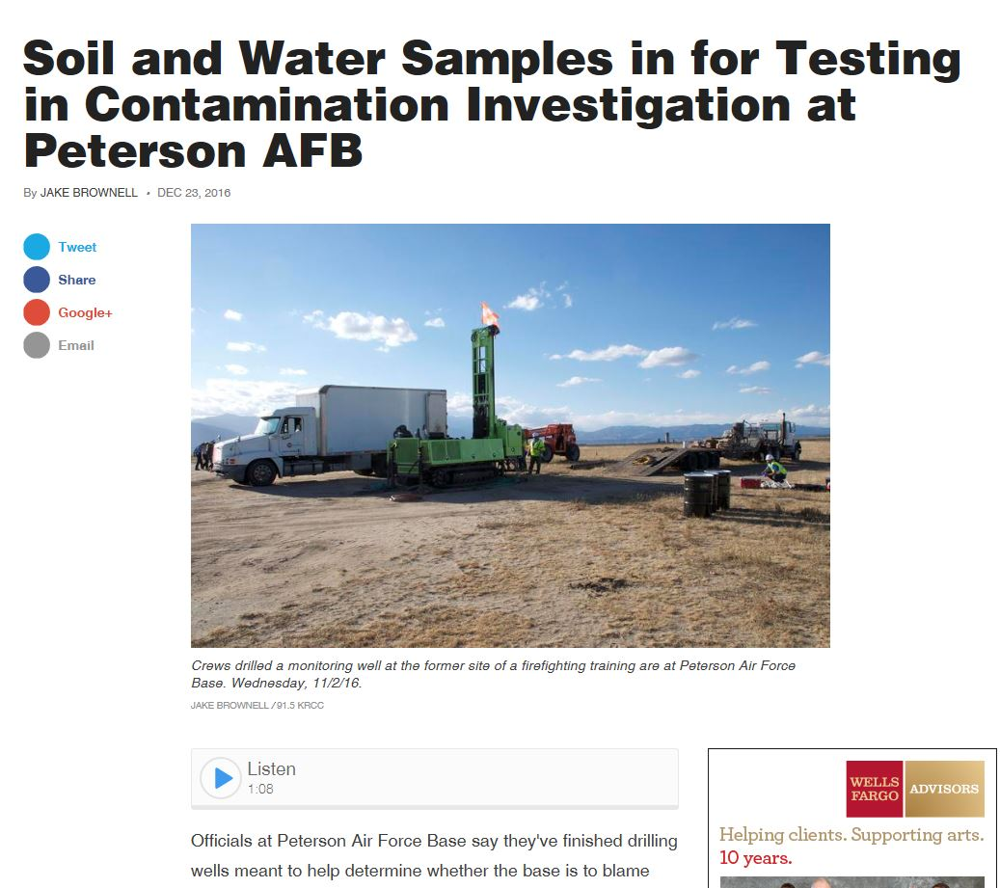 Soil and Water Samples in for Testing
in Contamination Investigation at
Peterson AFB
By JAKE BROWNELL • DEC 23, 2016
Tweet
Share
Google+
Email
Crews drilled a monitoring well at the former site of a firefighting training are at Peterson Air Force
Base. Wednesday, 11/2/16.
JAKE BROWNELL / 91.5 KRCC
Listen
1:08
Officials at Peterson Air Force Base say they've finished drilling
wells meant to help determine whether the base is to blame
WELLS
FARGO
ADVISORS
Helping clients. Supporting arts.
10 years.